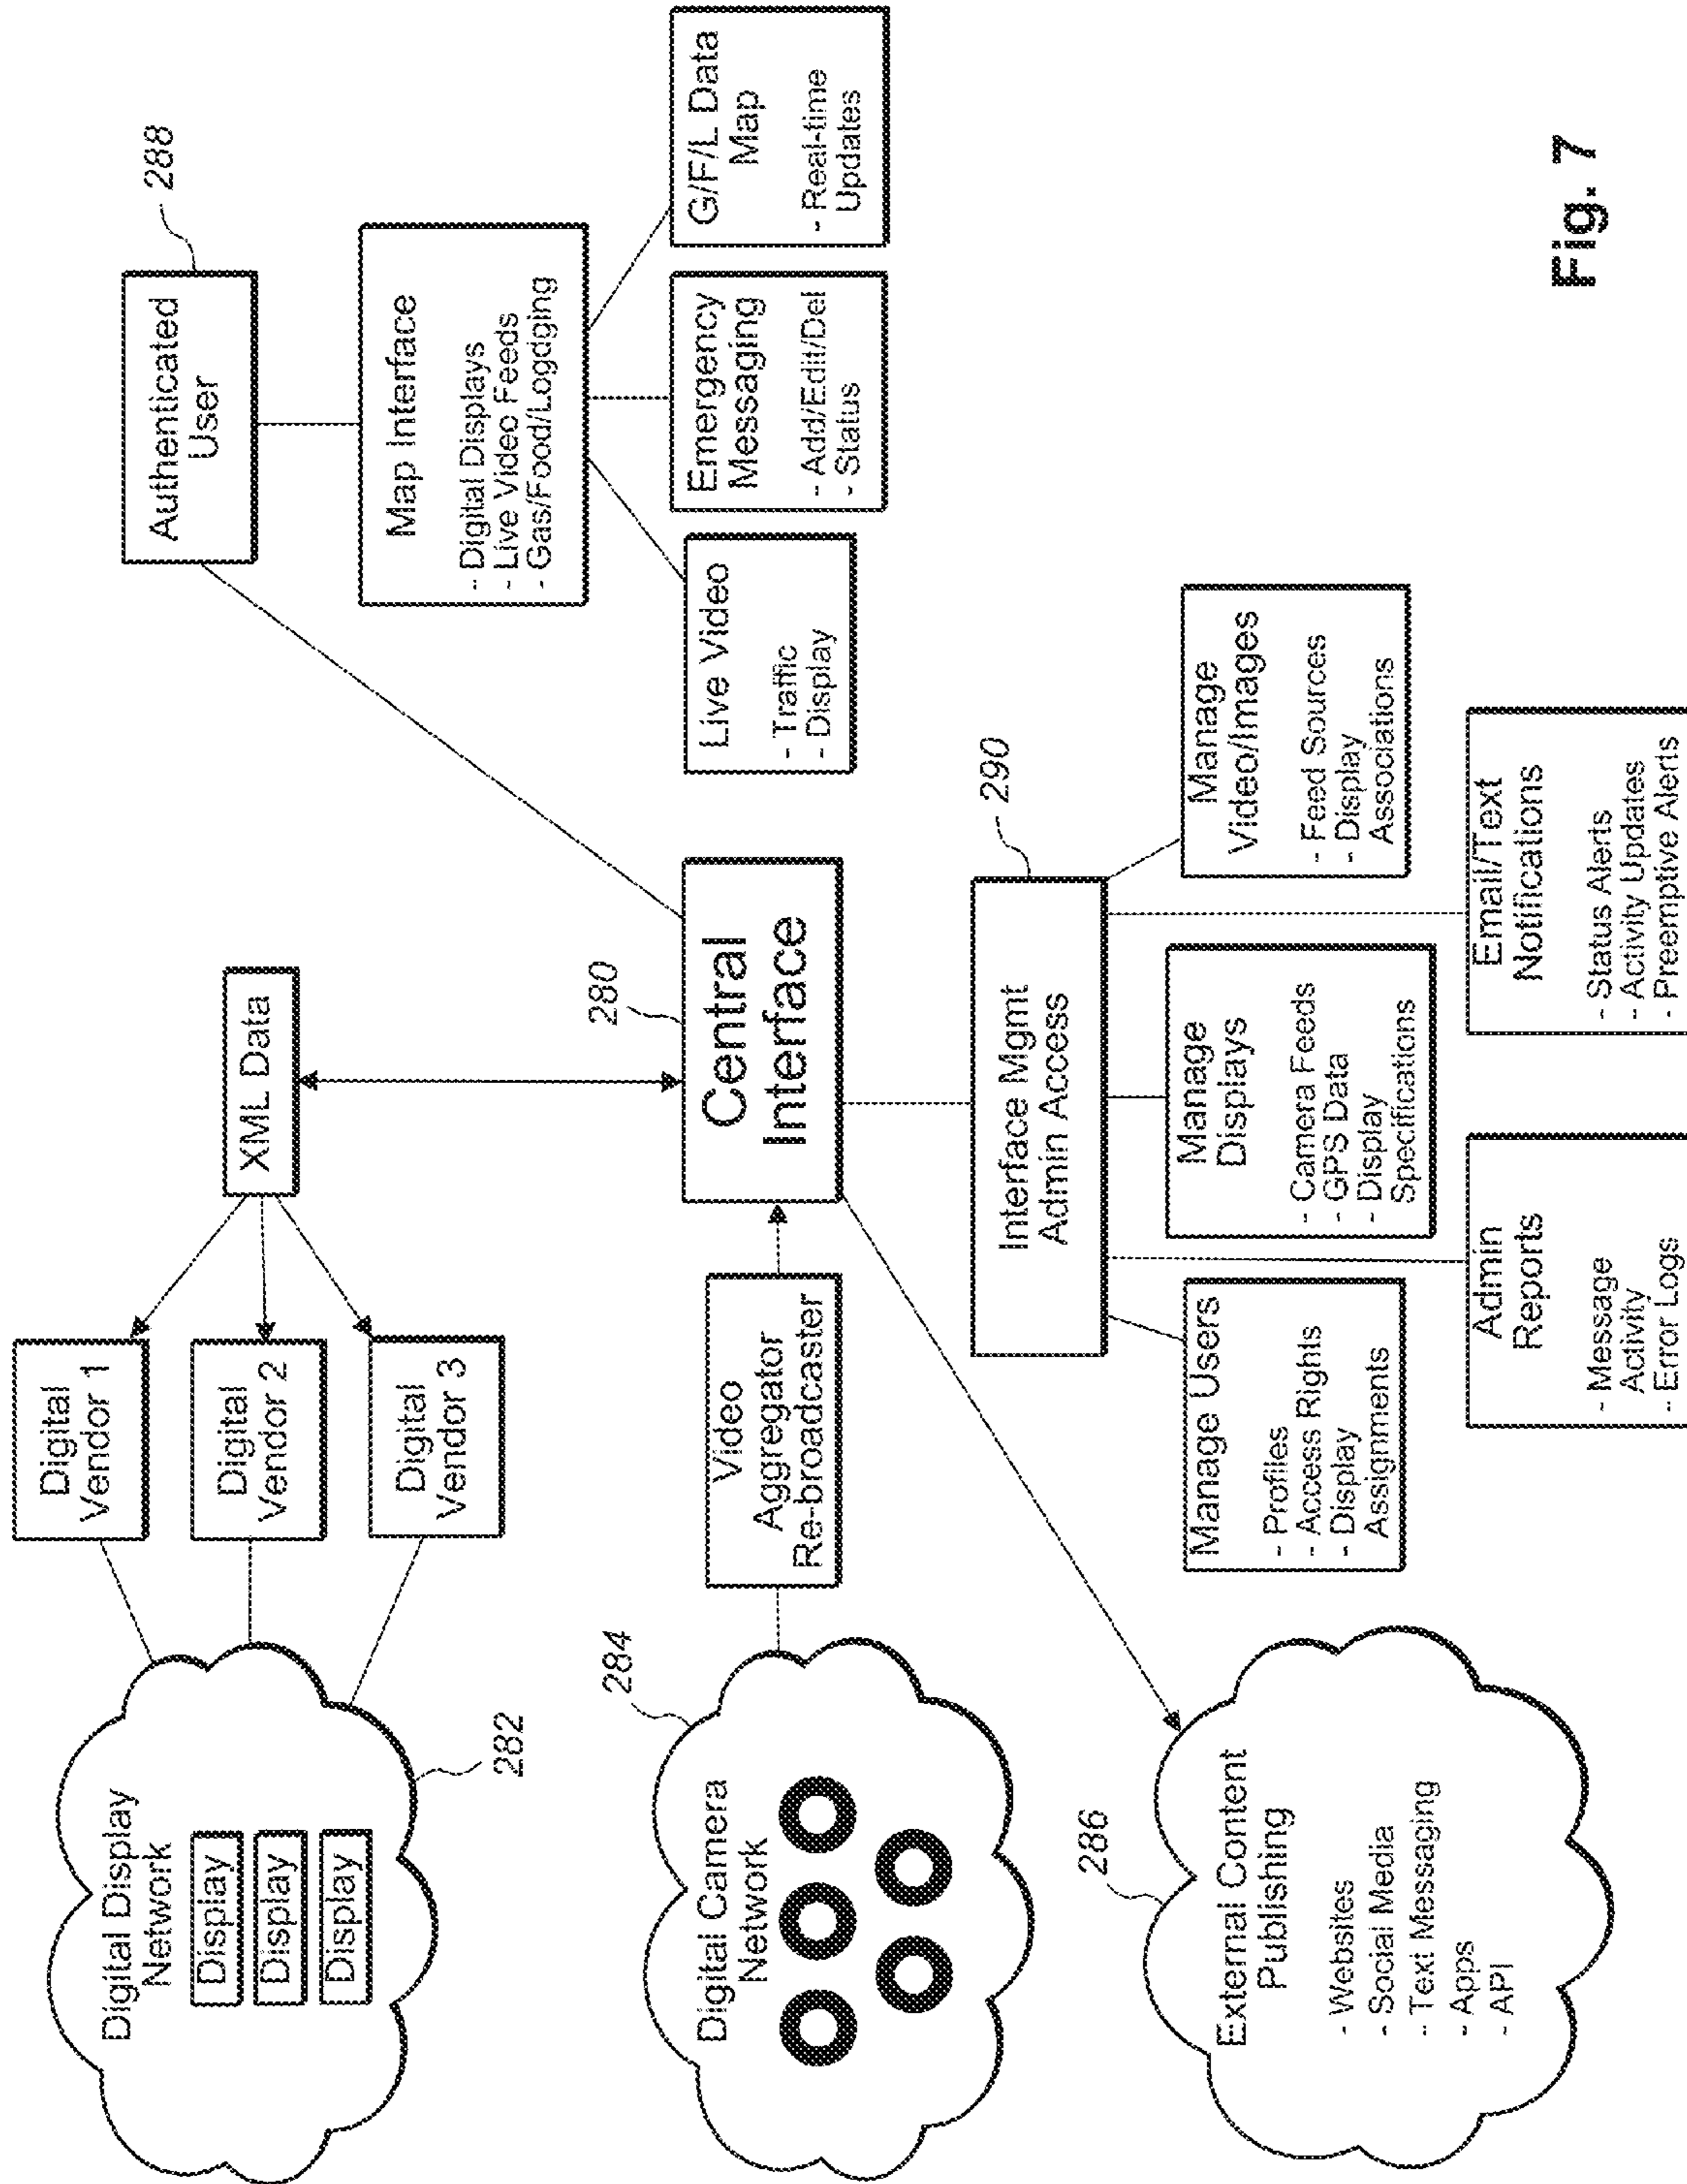 Digital Display
Network
Display
Display
Display
282
Digital
Vendor 1
Digital
Vendor 2
Digital
Vendor 3
XML Data
Authenticated
User
288
Map Interface
- Digital Displays
- Live Video Feeds
- Gas/Food/Logdging
Live Video
- Traffic
- Display
Emergency
Messaging
- Add/Edit/Del
- Status
G/F/L Data
Map
- Real-time
Updates
Digital Camera
Network
284
Video
Aggregator
Re-broadcaster
280
Central
Interface
External Content
Publishing
- Websites
- Social Media
- Text Messaging
- Apps
- API
286
290
Interface Mgmt
Admin Access
Manage Users
- Profiles
- Access Rights
- Display
Assignments
Manage
Displays
- Camera Feeds
- GPS Data
- Display
Specifications
Manage
Video/Images
- Feed Sources
- Display
Associations
Admin
Reports
- Message
Activity
- Error Logs
Email/Text
Notifications
- Status Alerts
- Activity Updates
- Preemptive Alerts
Fig. 7